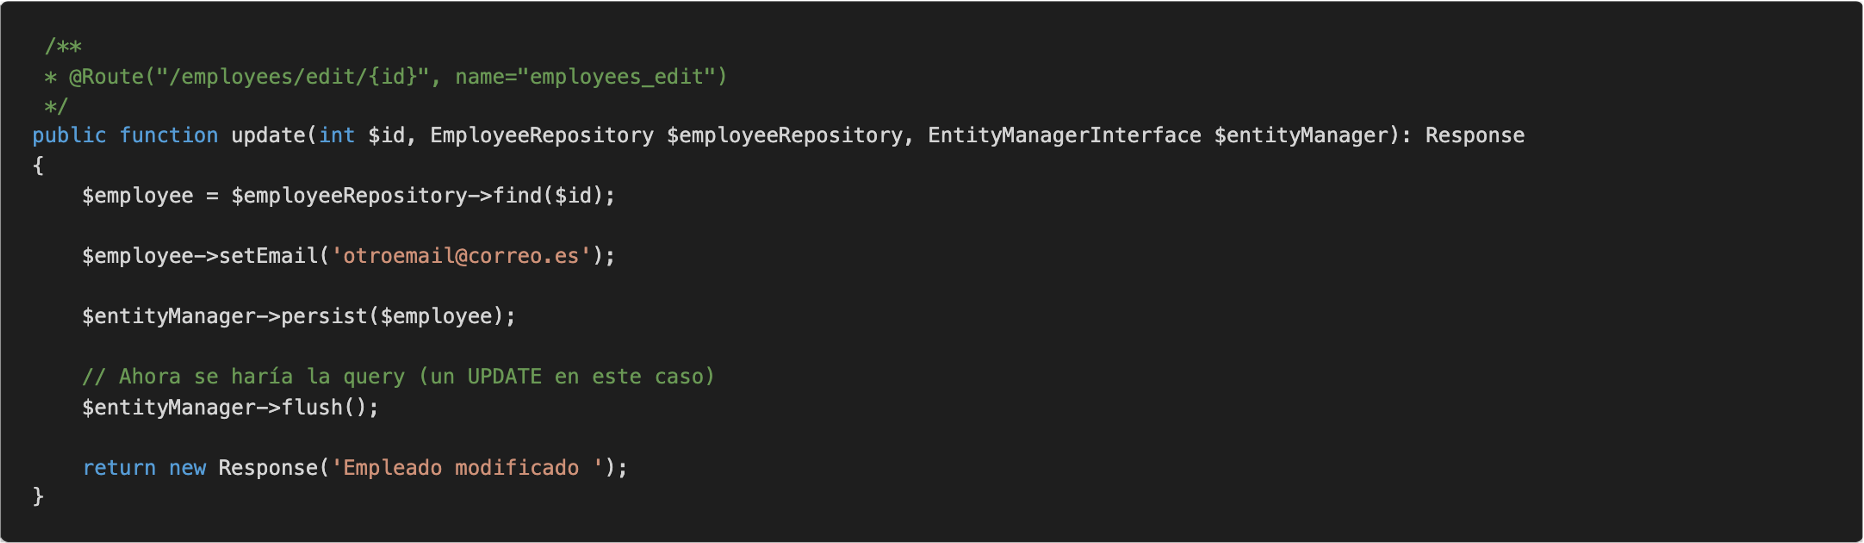 /**
* @Route("/employees/edit/{id}", name="employees_edit")
*/
public function update(int $id, EmployeeRepository $employeeRepository, EntityManagerInterface $entityManager): Response
{
$employee = $employeeRepository->find($id);
$employee->setEmail('otroemail@correo.es');
$entityManager->persist($employee);
// Ahora se haría la query (un UPDATE en este caso)
$entityManager->flush();
return new Response('Empleado modificado ');
}